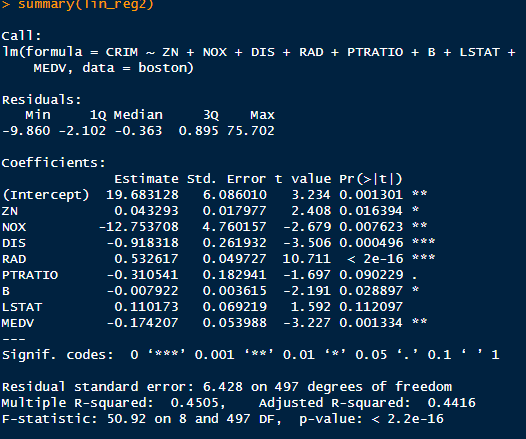 > summary(lin_reg2)
Call:
lm(formula = CRIM ~ ZN + NOX + DIS + RAD + PTRATIO + B + LSTAT +
    MEDV, data = boston)
Residuals:
   Min     1Q Median     3Q    Max
-9.860 -2.102 -0.363  0.895 75.702
Coefficients:
              Estimate Std. Error t value Pr(>|t|)
(Intercept)  19.683128   6.086010   3.234 0.001301 **
ZN            0.043293   0.017977   2.408 0.016394 *
NOX         -12.753708   4.760157  -2.679 0.007623 **
DIS          -0.918318   0.261932  -3.506 0.000496 ***
RAD           0.532617   0.049727  10.711  < 2e-16 ***
PTRATIO      -0.310541   0.182941  -1.697 0.090229 .
B            -0.007922   0.003615  -2.191 0.028897 *
LSTAT         0.110173   0.069219   1.592 0.112097
MEDV         -0.174207   0.053988  -3.227 0.001334 **
---
Signif. codes:  0 ‘***’ 0.001 ‘**’ 0.01 ‘*’ 0.05 ‘.’ 0.1 ‘ ’ 1
Residual standard error: 6.428 on 497 degrees of freedom
Multiple R-squared:  0.4505,    Adjusted R-squared:  0.4416
F-statistic: 50.92 on 8 and 497 DF,  p-value: < 2.2e-16